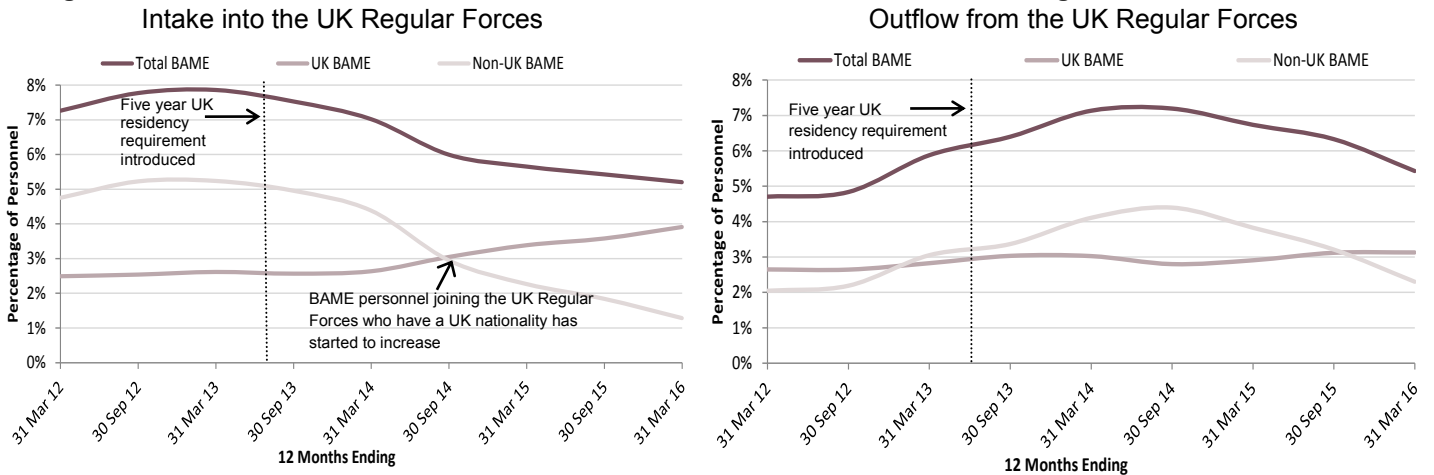 Intake into the UK Regular Forces
Total BAME UK BAME Non-UK BAME
8%
7%
6%
5%
4%
3%
2%
1%
0%
Percentage of Personnel
Five year UK
residency
requirement
introduced
BAME personnel joining the UK Regular
Forces who have a UK nationality has
started to increase
31 Mar 12
30 Sep 12
31 Mar 13
30 Sep 13
31 Mar 14
30 Sep 14
31 Mar 15
30 Sep 15
31 Mar 16
12 Months Ending
Outflow from the UK Regular Forces
Total BAME UK BAME Non-UK BAME
8%
7%
6%
5%
4%
3%
2%
1%
0%
Percentage of Personnel
Five year UK
residency requirement
introduced
31 Mar 12
30 Sep 12
31 Mar 13
30 Sep 13
31 Mar 14
30 Sep 14
31 Mar 15
30 Sep 15
31 Mar 16
12 Months Ending